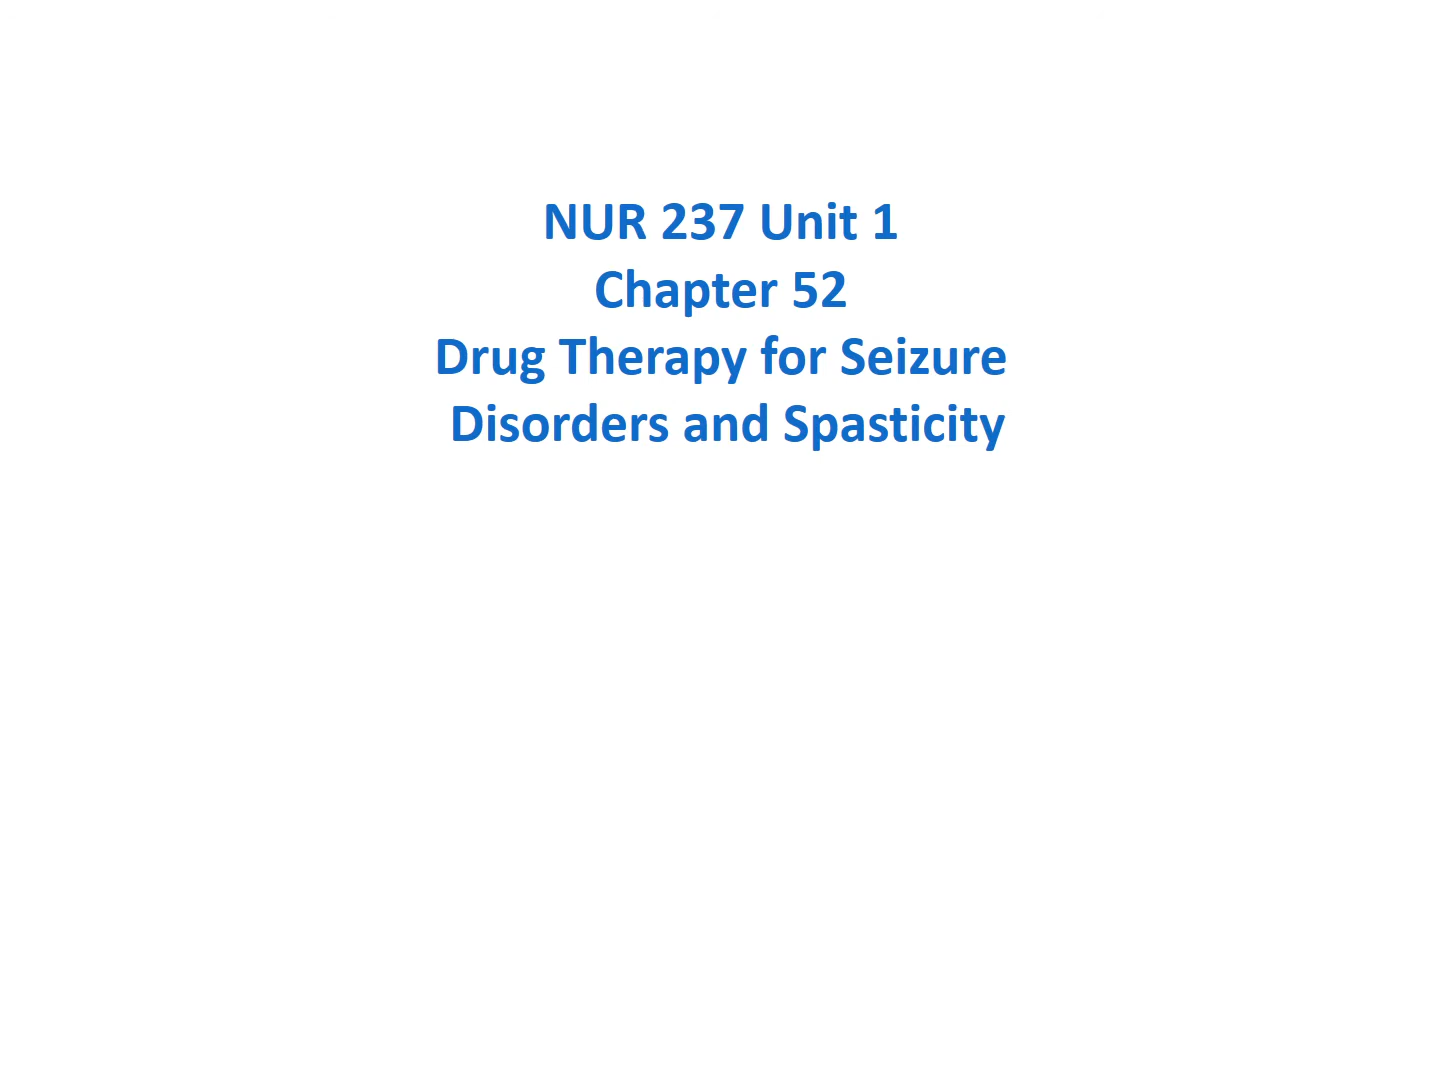 NUR 237 Unit 1
Chapter 52
Drug Therapy for Seizure
Disorders and Spasticity